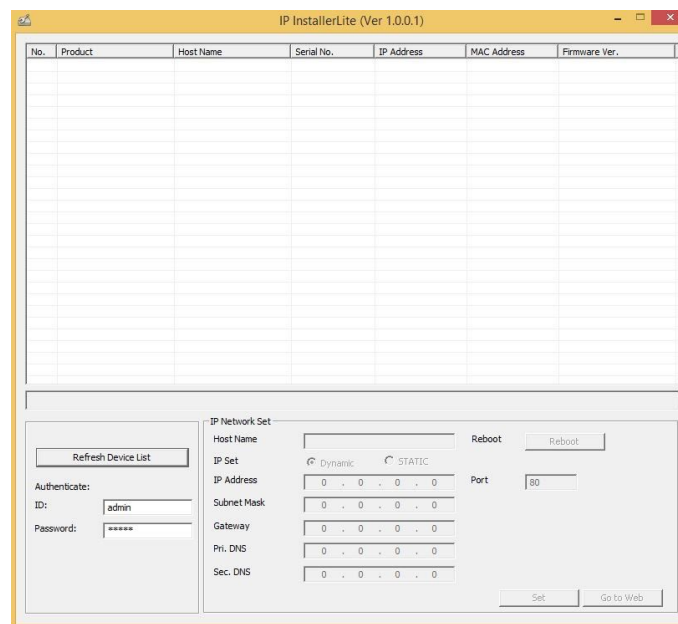 IP InstallerLite (Ver 1.0.0.1)
No. Product Host Name Serial No. IP Address MAC Address Firmware Ver.
Refresh Device List
Authenticate:
ID: admin
Password: *****
IP Network Set
Host Name Reboot Reboot
IP Set Dynamic STATIC
IP Address 0 . 0 . 0 . 0 Port 80
Subnet Mask 0 . 0 . 0 . 0
Gateway 0 . 0 . 0 . 0
Pri. DNS 0 . 0 . 0 . 0
Sec. DNS 0 . 0 . 0 . 0
Set Go to Web